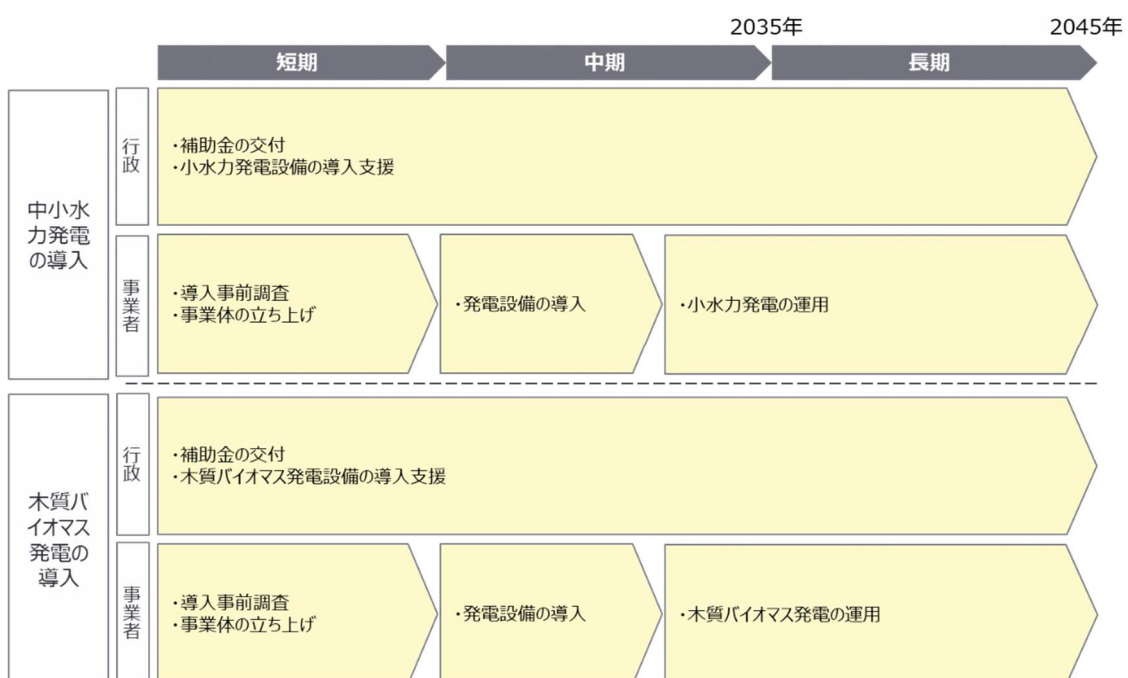 2035年
2045年
短期
中期
長期
中小水
力発電
の導入
行政
・補助金の交付
・小水力発電設備の導入支援
事業者
・導入事前調査
・事業体の立ち上げ
・発電設備の導入
・小水力発電の運用
木質バ
イオマス
発電の
導入
行政
・補助金の交付
・木質バイオマス発電設備の導入支援
事業者
・導入事前調査
・事業体の立ち上げ
・発電設備の導入
・木質バイオマス発電の運用